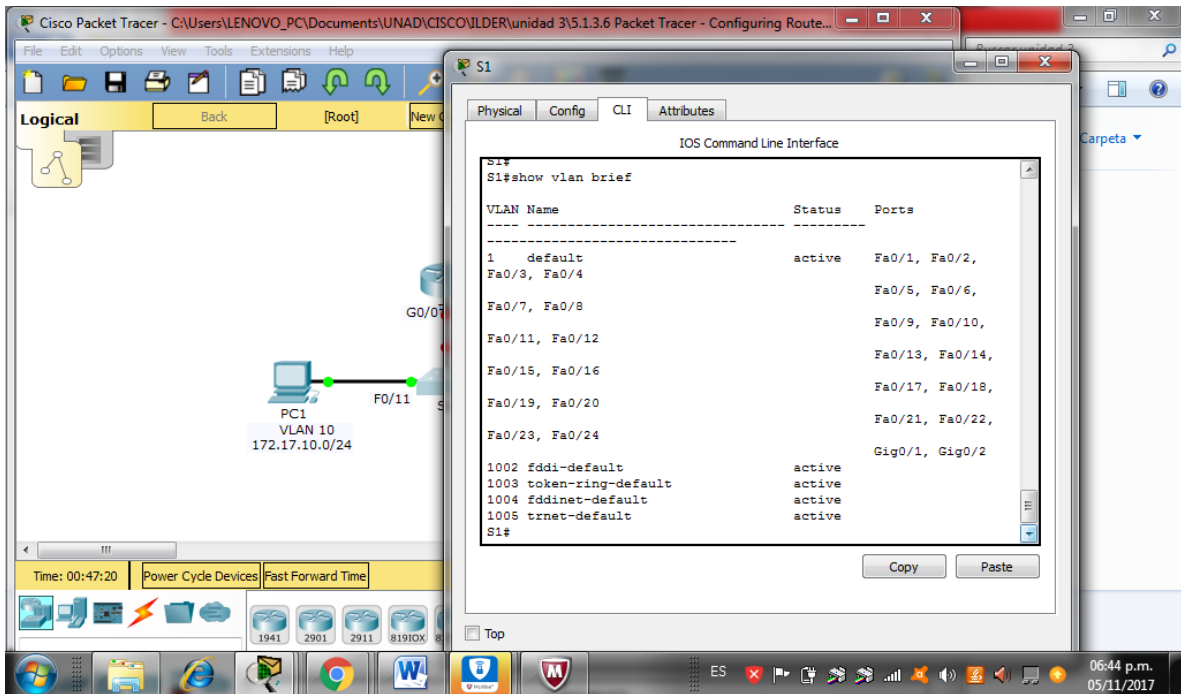 Cisco Packet Tracer - C:\Users\LENOVO_PC\Documents\UNAD\CISCO\ILDER\unidad 3\5.1.3.6 Packet Tracer - Configuring Route...
File Edit Options View Tools Extensions Help
Logical
Back
[Root]
New
S1
Physical
Config
CLI
Attributes
IOS Command Line Interface
S1#
S1#show vlan brief
VLAN Name Status Ports
---- -------------------------------- ---------
-------------------------------
1 default active Fa0/1, Fa0/2,
Fa0/3, Fa0/4
Fa0/5, Fa0/6,
Fa0/7, Fa0/8
Fa0/9, Fa0/10,
Fa0/11, Fa0/12
Fa0/13, Fa0/14,
Fa0/15, Fa0/16
Fa0/17, Fa0/18,
Fa0/19, Fa0/20
Fa0/21, Fa0/22,
Fa0/23, Fa0/24
Gig0/1, Gig0/2
1002 fddi-default active
1003 token-ring-default active
1004 fddinet-default active
1005 trnet-default active
S1#
Copy
Paste
Top
Carpeta
G0/0
F0/11
PC1
VLAN 10
172.17.10.0/24
Time: 00:47:20
Power Cycle Devices
Fast Forward Time
1941
2901
2911
819IOX
ES
06:44 p.m.
05/11/2017